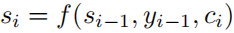 s_i = f(s_{i−1}, y_{i−1}, c_i)